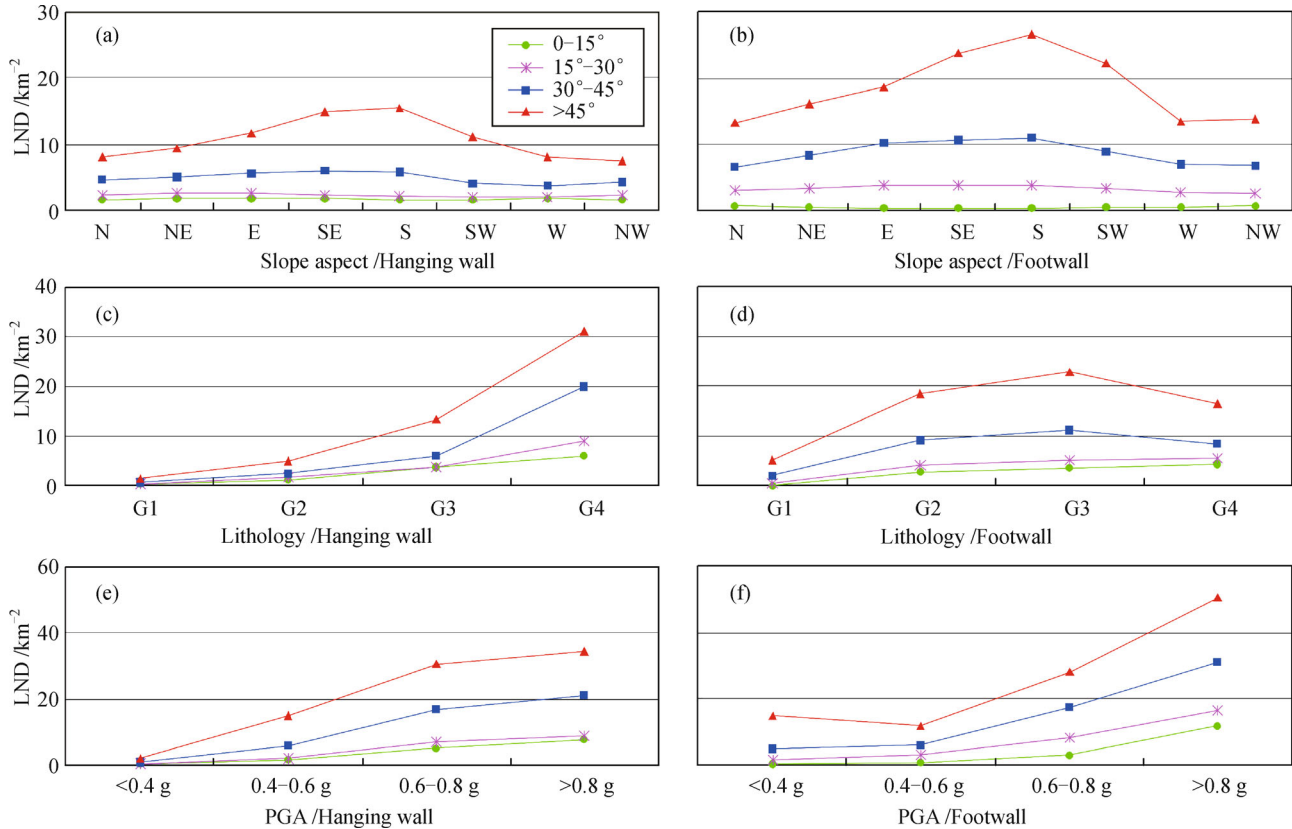 30
20
10
0
LND /km⁻²
(a)
0−15°
15°−30°
30°−45°
>45°
N NE E SE S SW W NW
Slope aspect /Hanging wall
(b)
N NE E SE S SW W NW
Slope aspect /Footwall
40
30
20
10
0
LND /km⁻²
(c)
G1 G2 G3 G4
Lithology /Hanging wall
(d)
G1 G2 G3 G4
Lithology /Footwall
60
40
20
0
LND /km⁻²
(e)
<0.4 g 0.4−0.6 g 0.6−0.8 g >0.8 g
PGA /Hanging wall
(f)
<0.4 g 0.4−0.6 g 0.6−0.8 g >0.8 g
PGA /Footwall